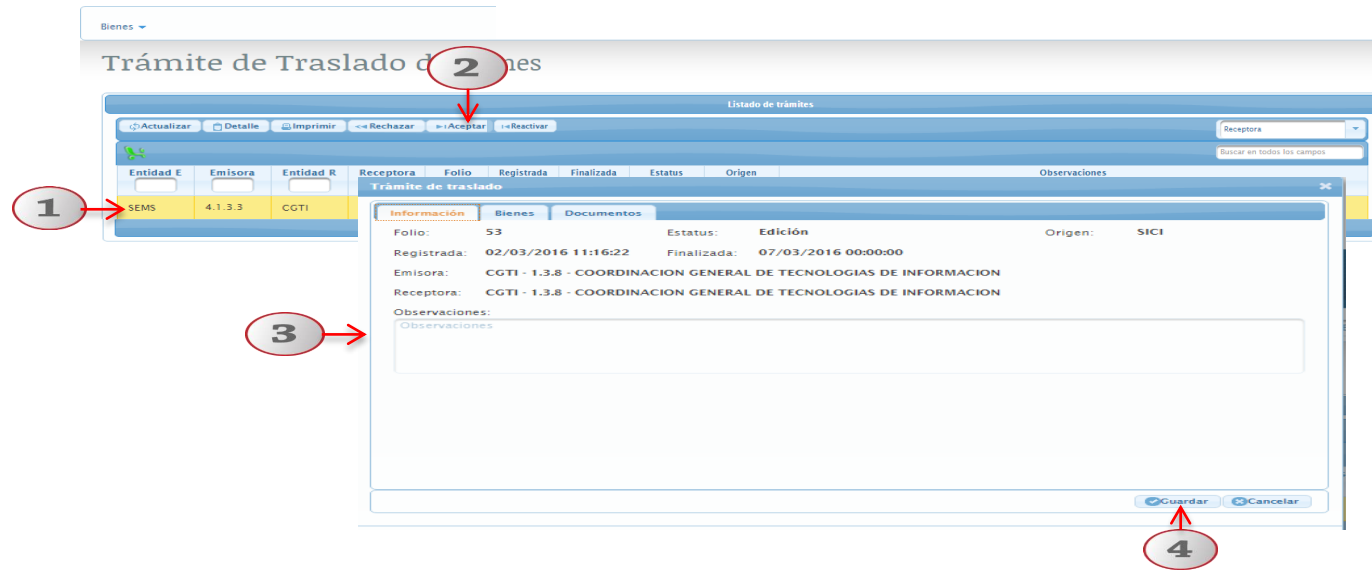 Bienes
Trámite de Traslado d nes
2
Listado de trámites
Actualizar Detalle Imprimir Rechazar Aceptar Reactivar
Receptora
Buscar en todos los campos
Entidad E Emisora Entidad R Receptora Folio Registrada Finalizada Estatus Origen Observaciones
1
SEMS 4.1.3.3 CGTI
Trámite de traslado
Información Bienes Documentos
Folio: 53 Estatus: Edición Origen: SICI
Registrada: 02/03/2016 11:16:22 Finalizada: 07/03/2016 00:00:00
Emisora: CGTI - 1.3.8 - COORDINACION GENERAL DE TECNOLOGIAS DE INFORMACION
Receptora: CGTI - 1.3.8 - COORDINACION GENERAL DE TECNOLOGIAS DE INFORMACION
Observaciones:
Observaciones
3
Guardar Cancelar
4